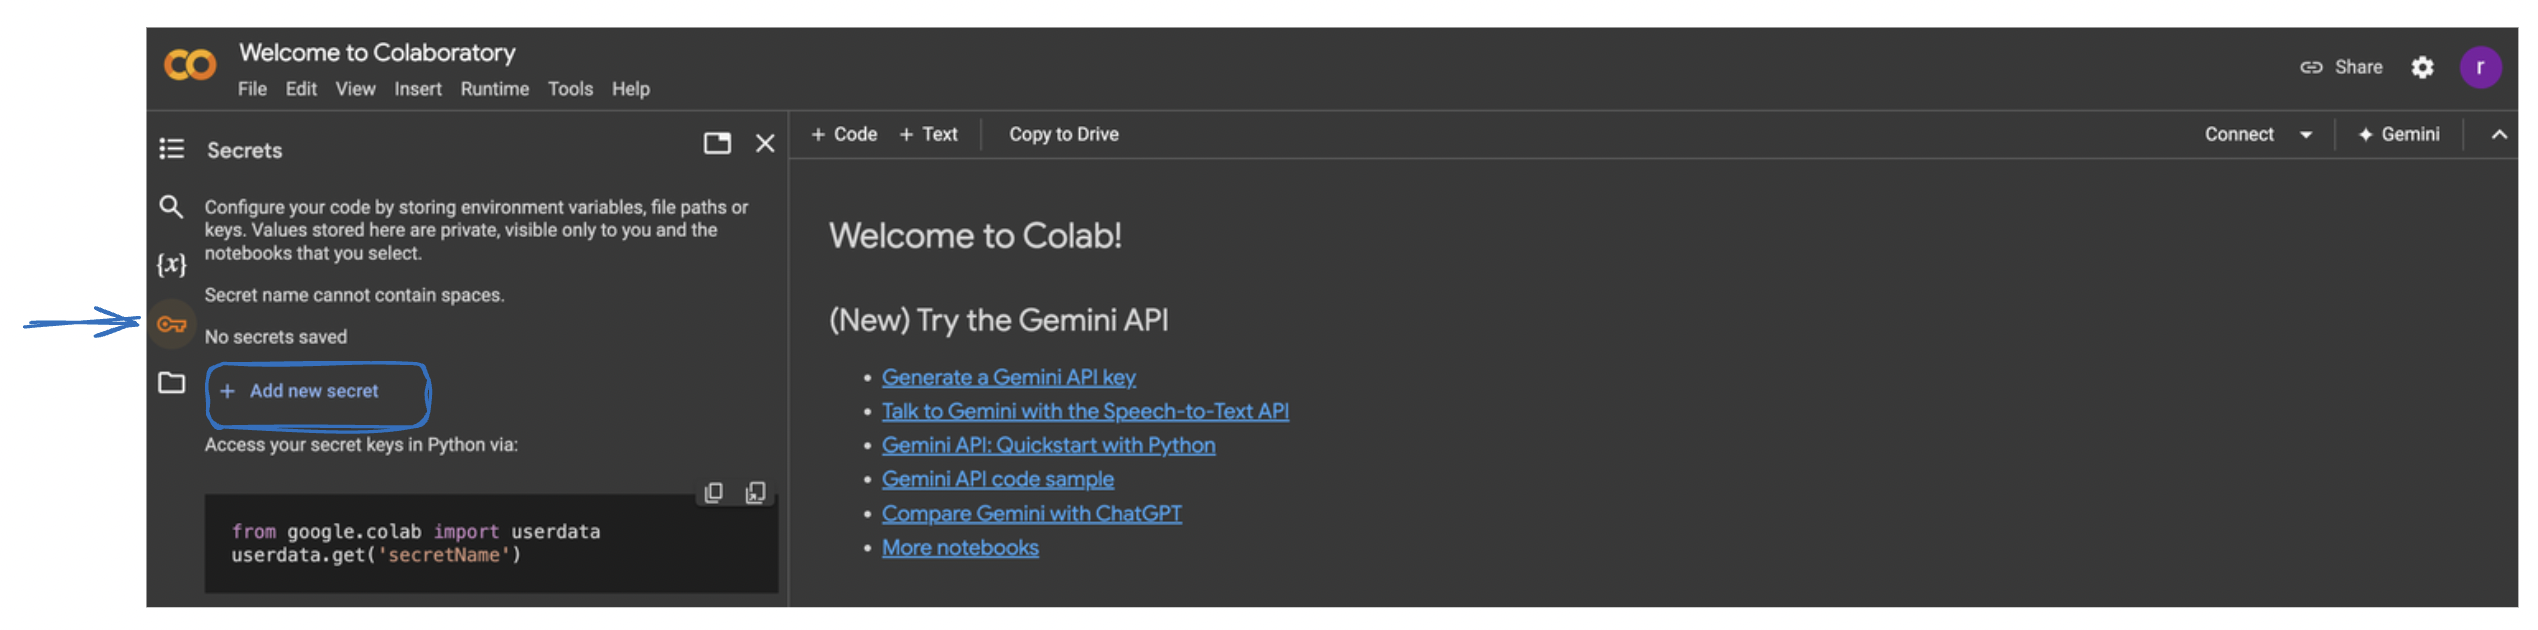 Welcome to Colaboratory
File Edit View Insert Runtime Tools Help
Share
r
Secrets
Configure your code by storing environment variables, file paths or
keys. Values stored here are private, visible only to you and the
notebooks that you select.
Secret name cannot contain spaces.
No secrets saved
+ Add new secret
Access your secret keys in Python via:
from google.colab import userdata
userdata.get('secretName')
+ Code + Text Copy to Drive
Connect Gemini
Welcome to Colab!
(New) Try the Gemini API
• Generate a Gemini API key
• Talk to Gemini with the Speech-to-Text API
• Gemini API: Quickstart with Python
• Gemini API code sample
• Compare Gemini with ChatGPT
• More notebooks